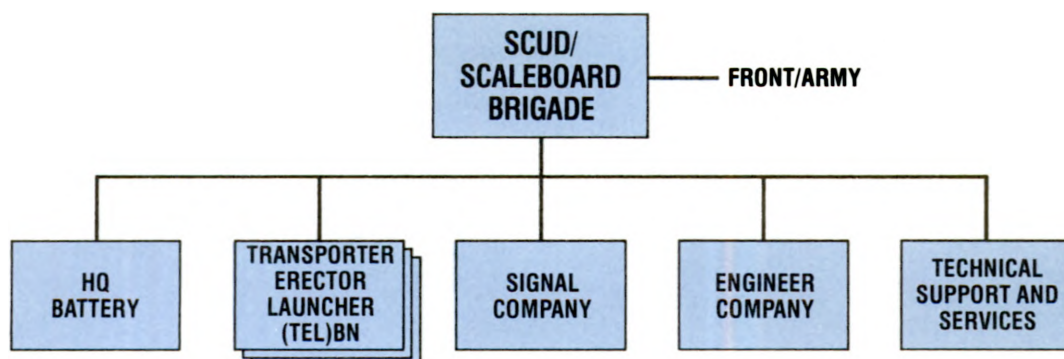 SCUD/
SCALEBOARD
BRIGADE
FRONT/ARMY
HQ
BATTERY
TRANSPORTER
ERECTOR
LAUNCHER
(TEL)BN
SIGNAL
COMPANY
ENGINEER
COMPANY
TECHNICAL
SUPPORT AND
SERVICES